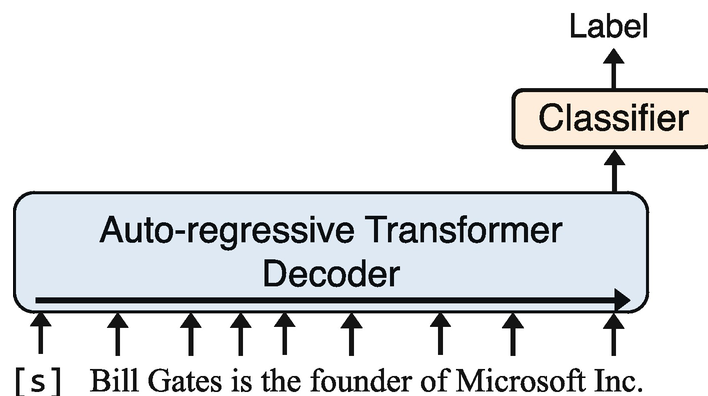 Label
Classifier
Auto-regressive Transformer
Decoder
[s] Bill Gates is the founder of Microsoft Inc.